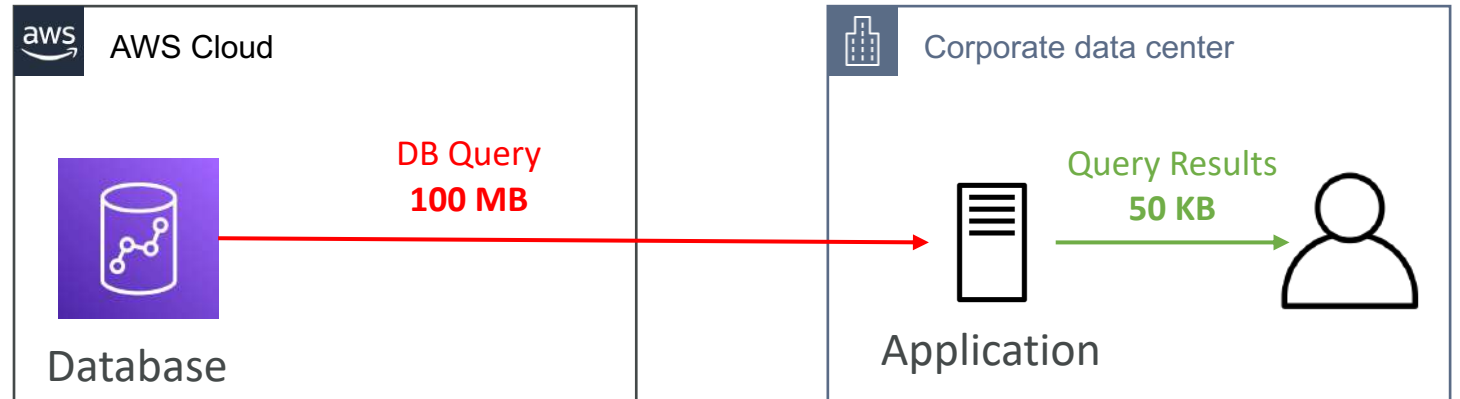 aws
AWS Cloud
Corporate data center
DB Query
100 MB
Query Results
50 KB
Database
Application